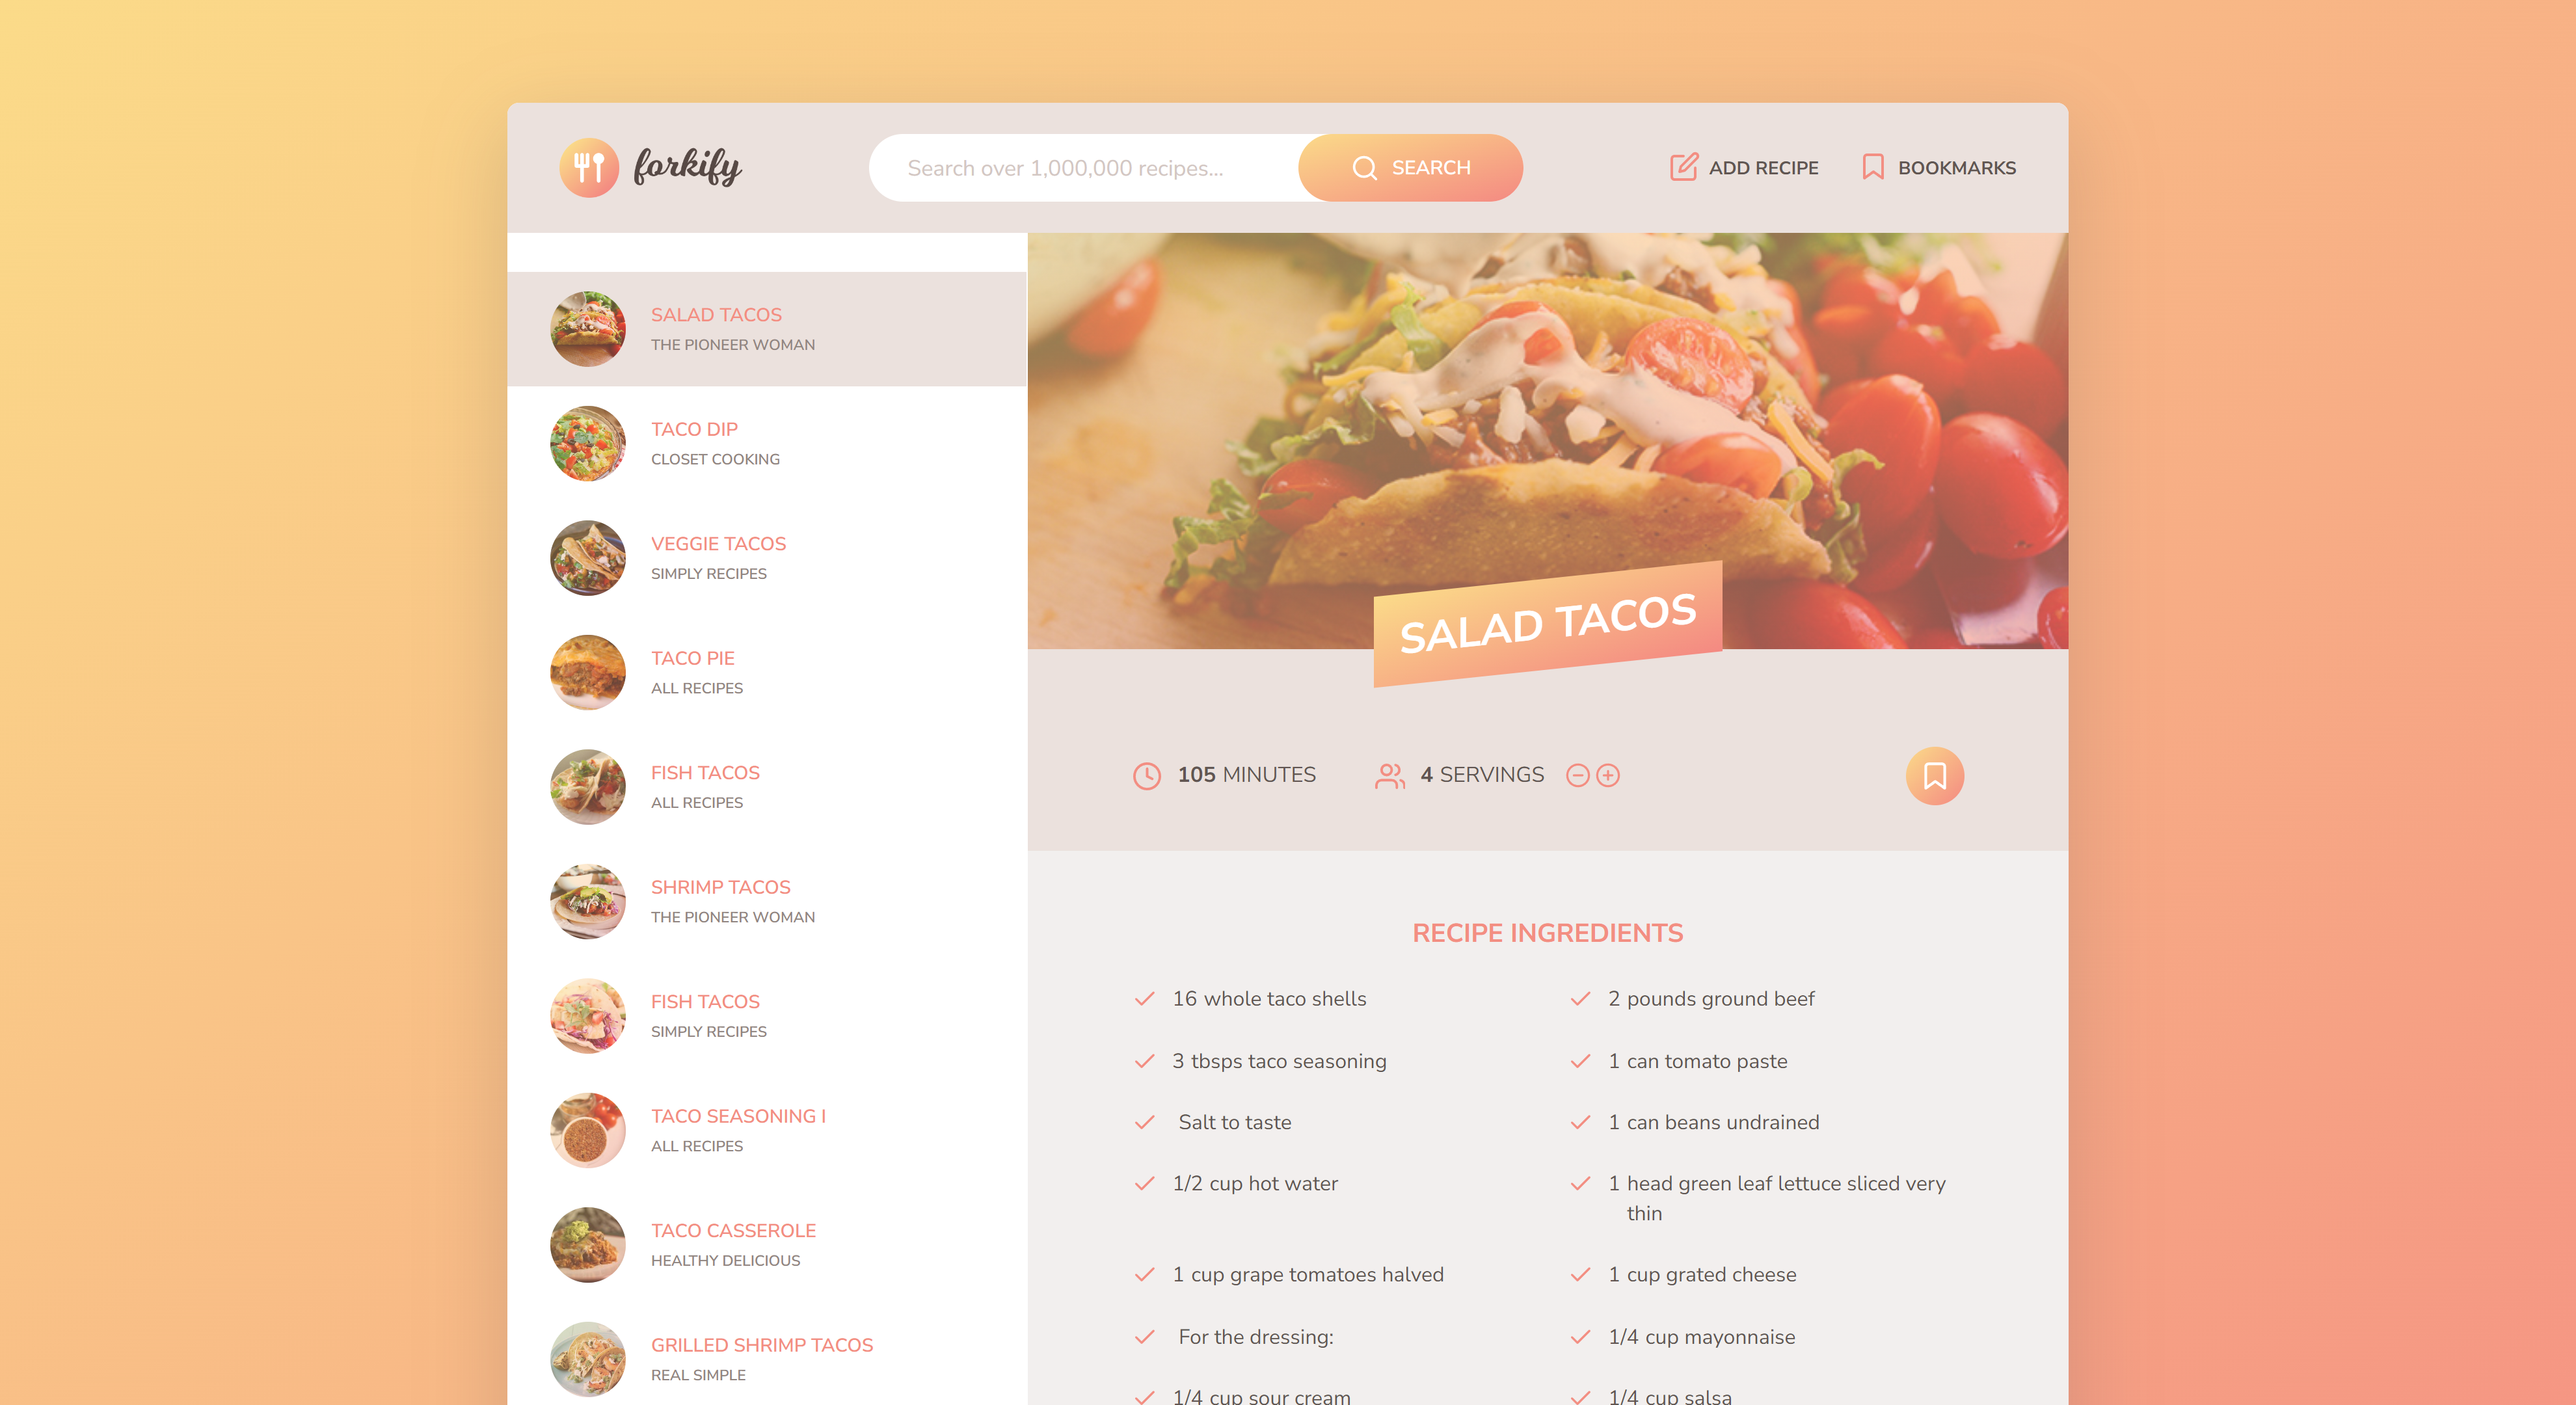 forkify
Search over 1,000,000 recipes...
SEARCH
ADD RECIPE
BOOKMARKS
SALAD TACOS
THE PIONEER WOMAN
TACO DIP
CLOSET COOKING
VEGGIE TACOS
SIMPLY RECIPES
TACO PIE
ALL RECIPES
FISH TACOS
ALL RECIPES
SHRIMP TACOS
THE PIONEER WOMAN
FISH TACOS
SIMPLY RECIPES
TACO SEASONING I
ALL RECIPES
TACO CASSEROLE
HEALTHY DELICIOUS
GRILLED SHRIMP TACOS
REAL SIMPLE
SALAD TACOS
105 MINUTES
4 SERVINGS
RECIPE INGREDIENTS
16 whole taco shells
2 pounds ground beef
3 tbsps taco seasoning
1 can tomato paste
Salt to taste
1 can beans undrained
1/2 cup hot water
1 head green leaf lettuce sliced very
thin
1 cup grape tomatoes halved
1 cup grated cheese
For the dressing:
1/4 cup mayonnaise
1/4 cup sour cream
1/4 cup salsa